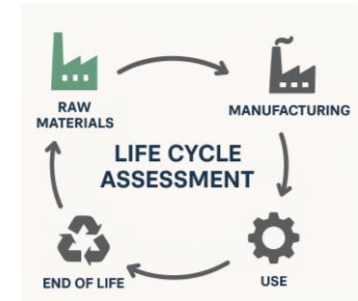 RAW
MATERIALS
MANUFACTURING
LIFE CYCLE
ASSESSMENT
END OF LIFE
USE